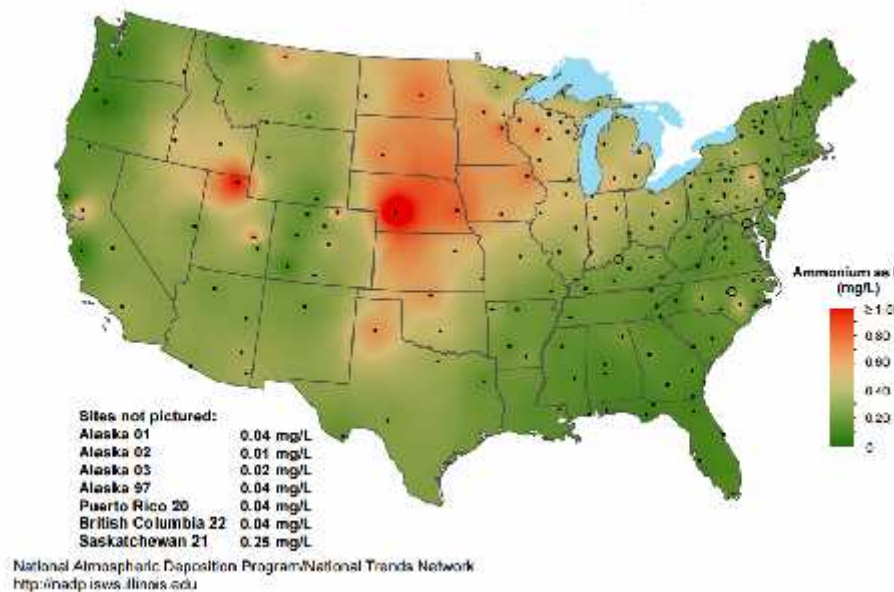 Ammonium as
(mg/L)
≥ 1.0
0.80
0.60
0.40
0.20
0
Sites not pictured:
Alaska 01 0.04 mg/L
Alaska 02 0.01 mg/L
Alaska 03 0.02 mg/L
Alaska 97 0.04 mg/L
Puerto Rico 20 0.04 mg/L
British Columbia 22 0.04 mg/L
Saskatchewan 21 0.25 mg/L
National Atmospheric Deposition Program/National Trends Network
http://nadp.isws.illinois.edu